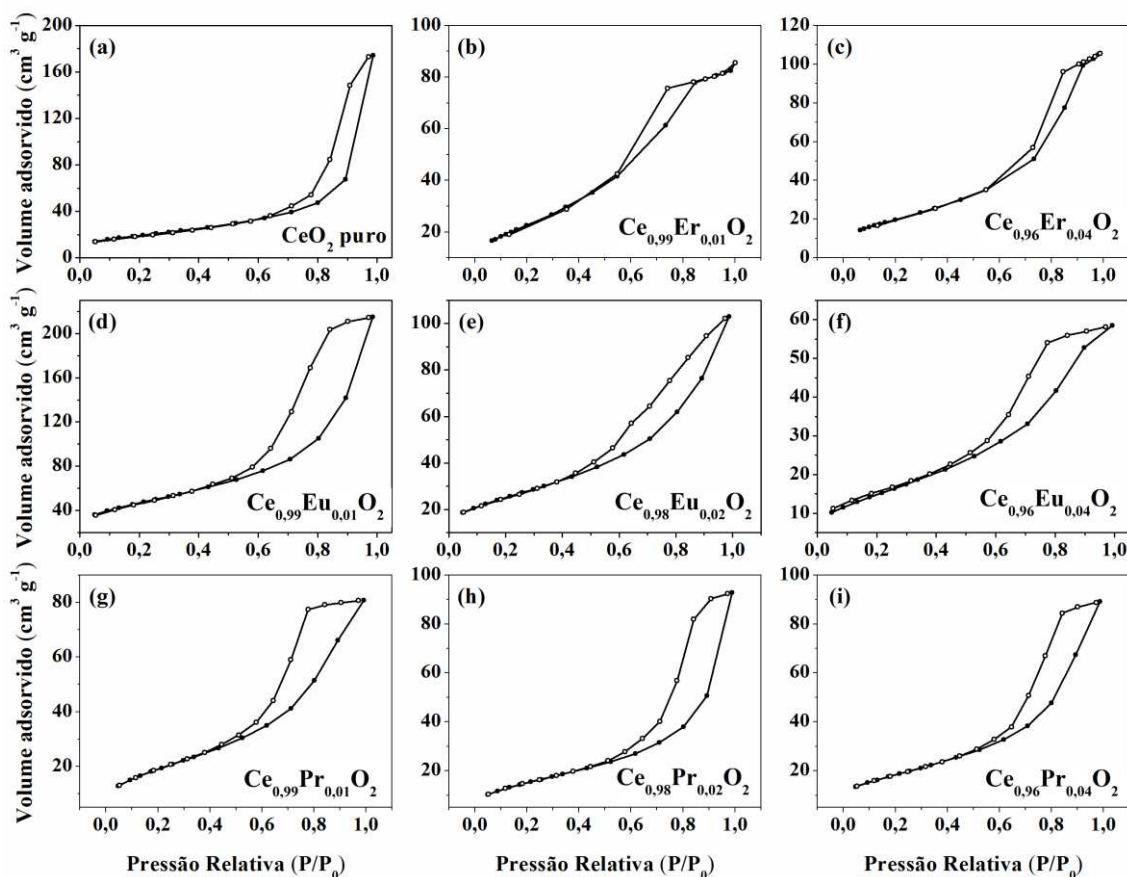 Volume adsorvido (cm³ g⁻¹)
(a)
200
160
120
80
40
0
0,0 0,2 0,4 0,6 0,8 1,0
CeO₂ puro
(b)
100
80
60
40
20
0,0 0,2 0,4 0,6 0,8 1,0
Ce₀,₉₉Er₀,₀₁O₂
(c)
120
100
80
60
40
20
0
0,0 0,2 0,4 0,6 0,8 1,0
Ce₀,₉₆Er₀,₀₄O₂
Volume adsorvido (cm³ g⁻¹)
(d)
200
160
120
80
40
0,0 0,2 0,4 0,6 0,8 1,0
Ce₀,₉₉Eu₀,₀₁O₂
(e)
100
80
60
40
20
0,0 0,2 0,4 0,6 0,8 1,0
Ce₀,₉₈Eu₀,₀₂O₂
(f)
60
50
40
30
20
10
0,0 0,2 0,4 0,6 0,8 1,0
Ce₀,₉₆Eu₀,₀₄O₂
Volume adsorvido (cm³ g⁻¹)
(g)
80
60
40
20
0,0 0,2 0,4 0,6 0,8 1,0
Ce₀,₉₉Pr₀,₀₁O₂
Pressão Relativa (P/P₀)
(h)
100
80
60
40
20
0,0 0,2 0,4 0,6 0,8 1,0
Ce₀,₉₈Pr₀,₀₂O₂
Pressão Relativa (P/P₀)
(i)
100
80
60
40
20
0,0 0,2 0,4 0,6 0,8 1,0
Ce₀,₉₆Pr₀,₀₄O₂
Pressão Relativa (P/P₀)